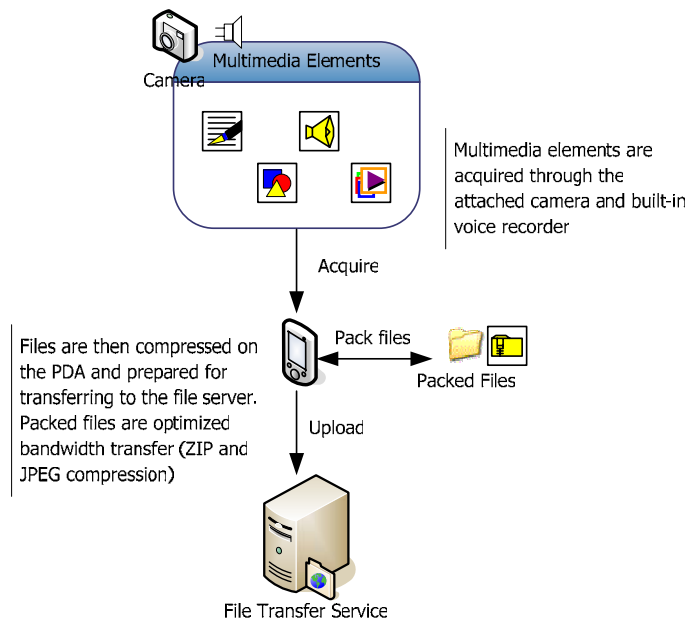 Multimedia Elements
Camera
Multimedia elements are
acquired through the
attached camera and built-in
voice recorder
Acquire
Files are then compressed on
the PDA and prepared for
transferring to the file server.
Packed files are optimized
bandwidth transfer (ZIP and
JPEG compression)
Pack files
Packed Files
Upload
File Transfer Service